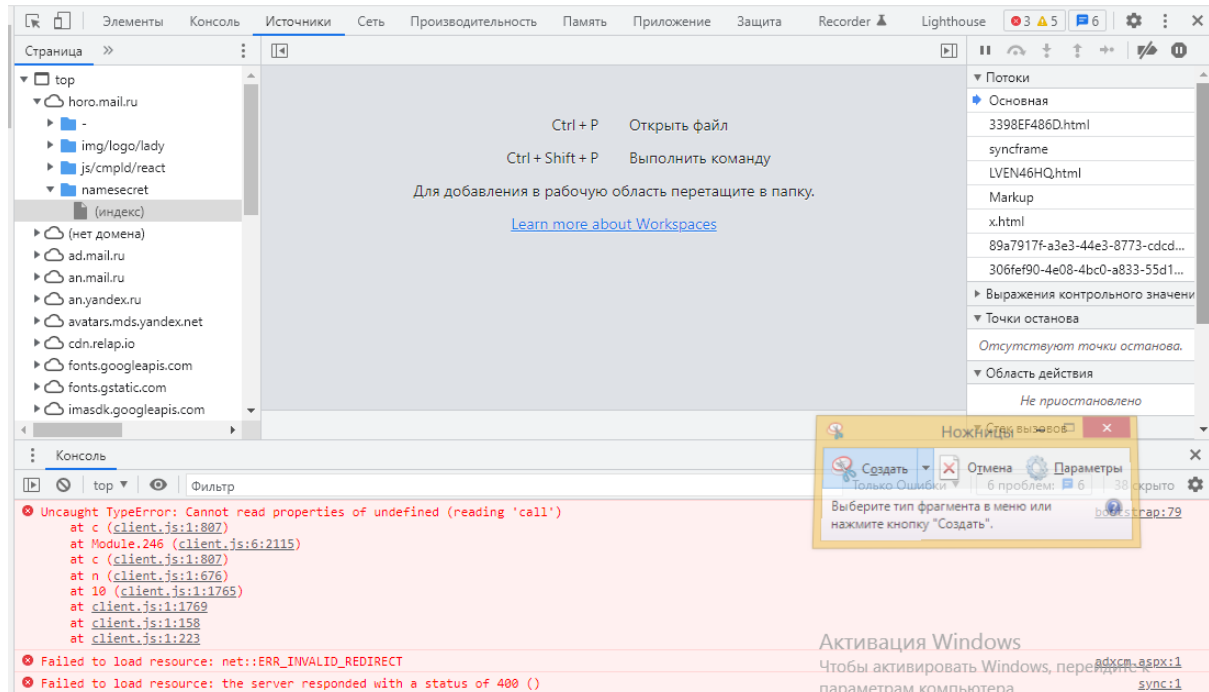 Элементы Консоль Источники Сеть Производительность Память Приложение Защита Recorder Lighthouse 3 5 6
Страница
top
horo.mail.ru
-
img/logo/lady
js/cmpld/react
namesecret
(индекс)
(нет домена)
ad.mail.ru
an.mail.ru
an.yandex.ru
avatars.mds.yandex.net
cdn.relap.io
fonts.googleapis.com
fonts.gstatic.com
imasdk.googleapis.com
Ctrl + P Открыть файл
Ctrl + Shift + P Выполнить команду
Для добавления в рабочую область перетащите в папку.
Learn more about Workspaces
Потоки
Основная
3398EF486D.html
syncframe
LVEN46HQ.html
Markup
x.html
89a7917f-a3e3-44e3-8773-cdcd...
306fef90-4e08-4bc0-a833-55d1...
Выражения контрольного значени
Точки останова
Отсутствуют точки останова.
Область действия
Не приостановлено
Стек вызовов
Ножницы
Создать Отмена Параметры
Выберите тип фрагмента в меню или
нажмите кнопку "Создать".
Консоль
top Фильтр Только Ошибки 6 проблем: 6 38 скрыто
Uncaught TypeError: Cannot read properties of undefined (reading 'call') bootstrap:79
at c (client.js:1:807)
at Module.246 (client.js:6:2115)
at c (client.js:1:807)
at n (client.js:1:676)
at 10 (client.js:1:1765)
at client.js:1:1769
at client.js:1:158
at client.js:1:223
Активация Windows
Чтобы активировать Windows, перейдите к
параметрам компьютера
Failed to load resource: net::ERR_INVALID_REDIRECT adxcm.aspx:1
Failed to load resource: the server responded with a status of 400 () sync:1